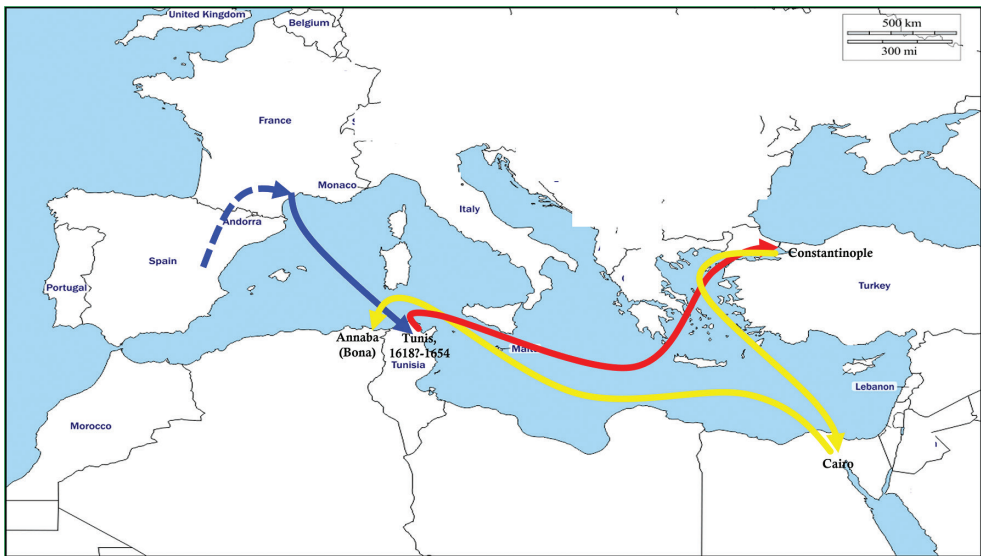 United Kingdom
Belgium
500 km
300 mi
France
Monaco
Andorra
Italy
Spain
Portugal
Constantinople
Turkey
Annaba
(Bona)
Tunis,
1618?-1654
Tunisia
Malta
Lebanon
Morocco
Cairo